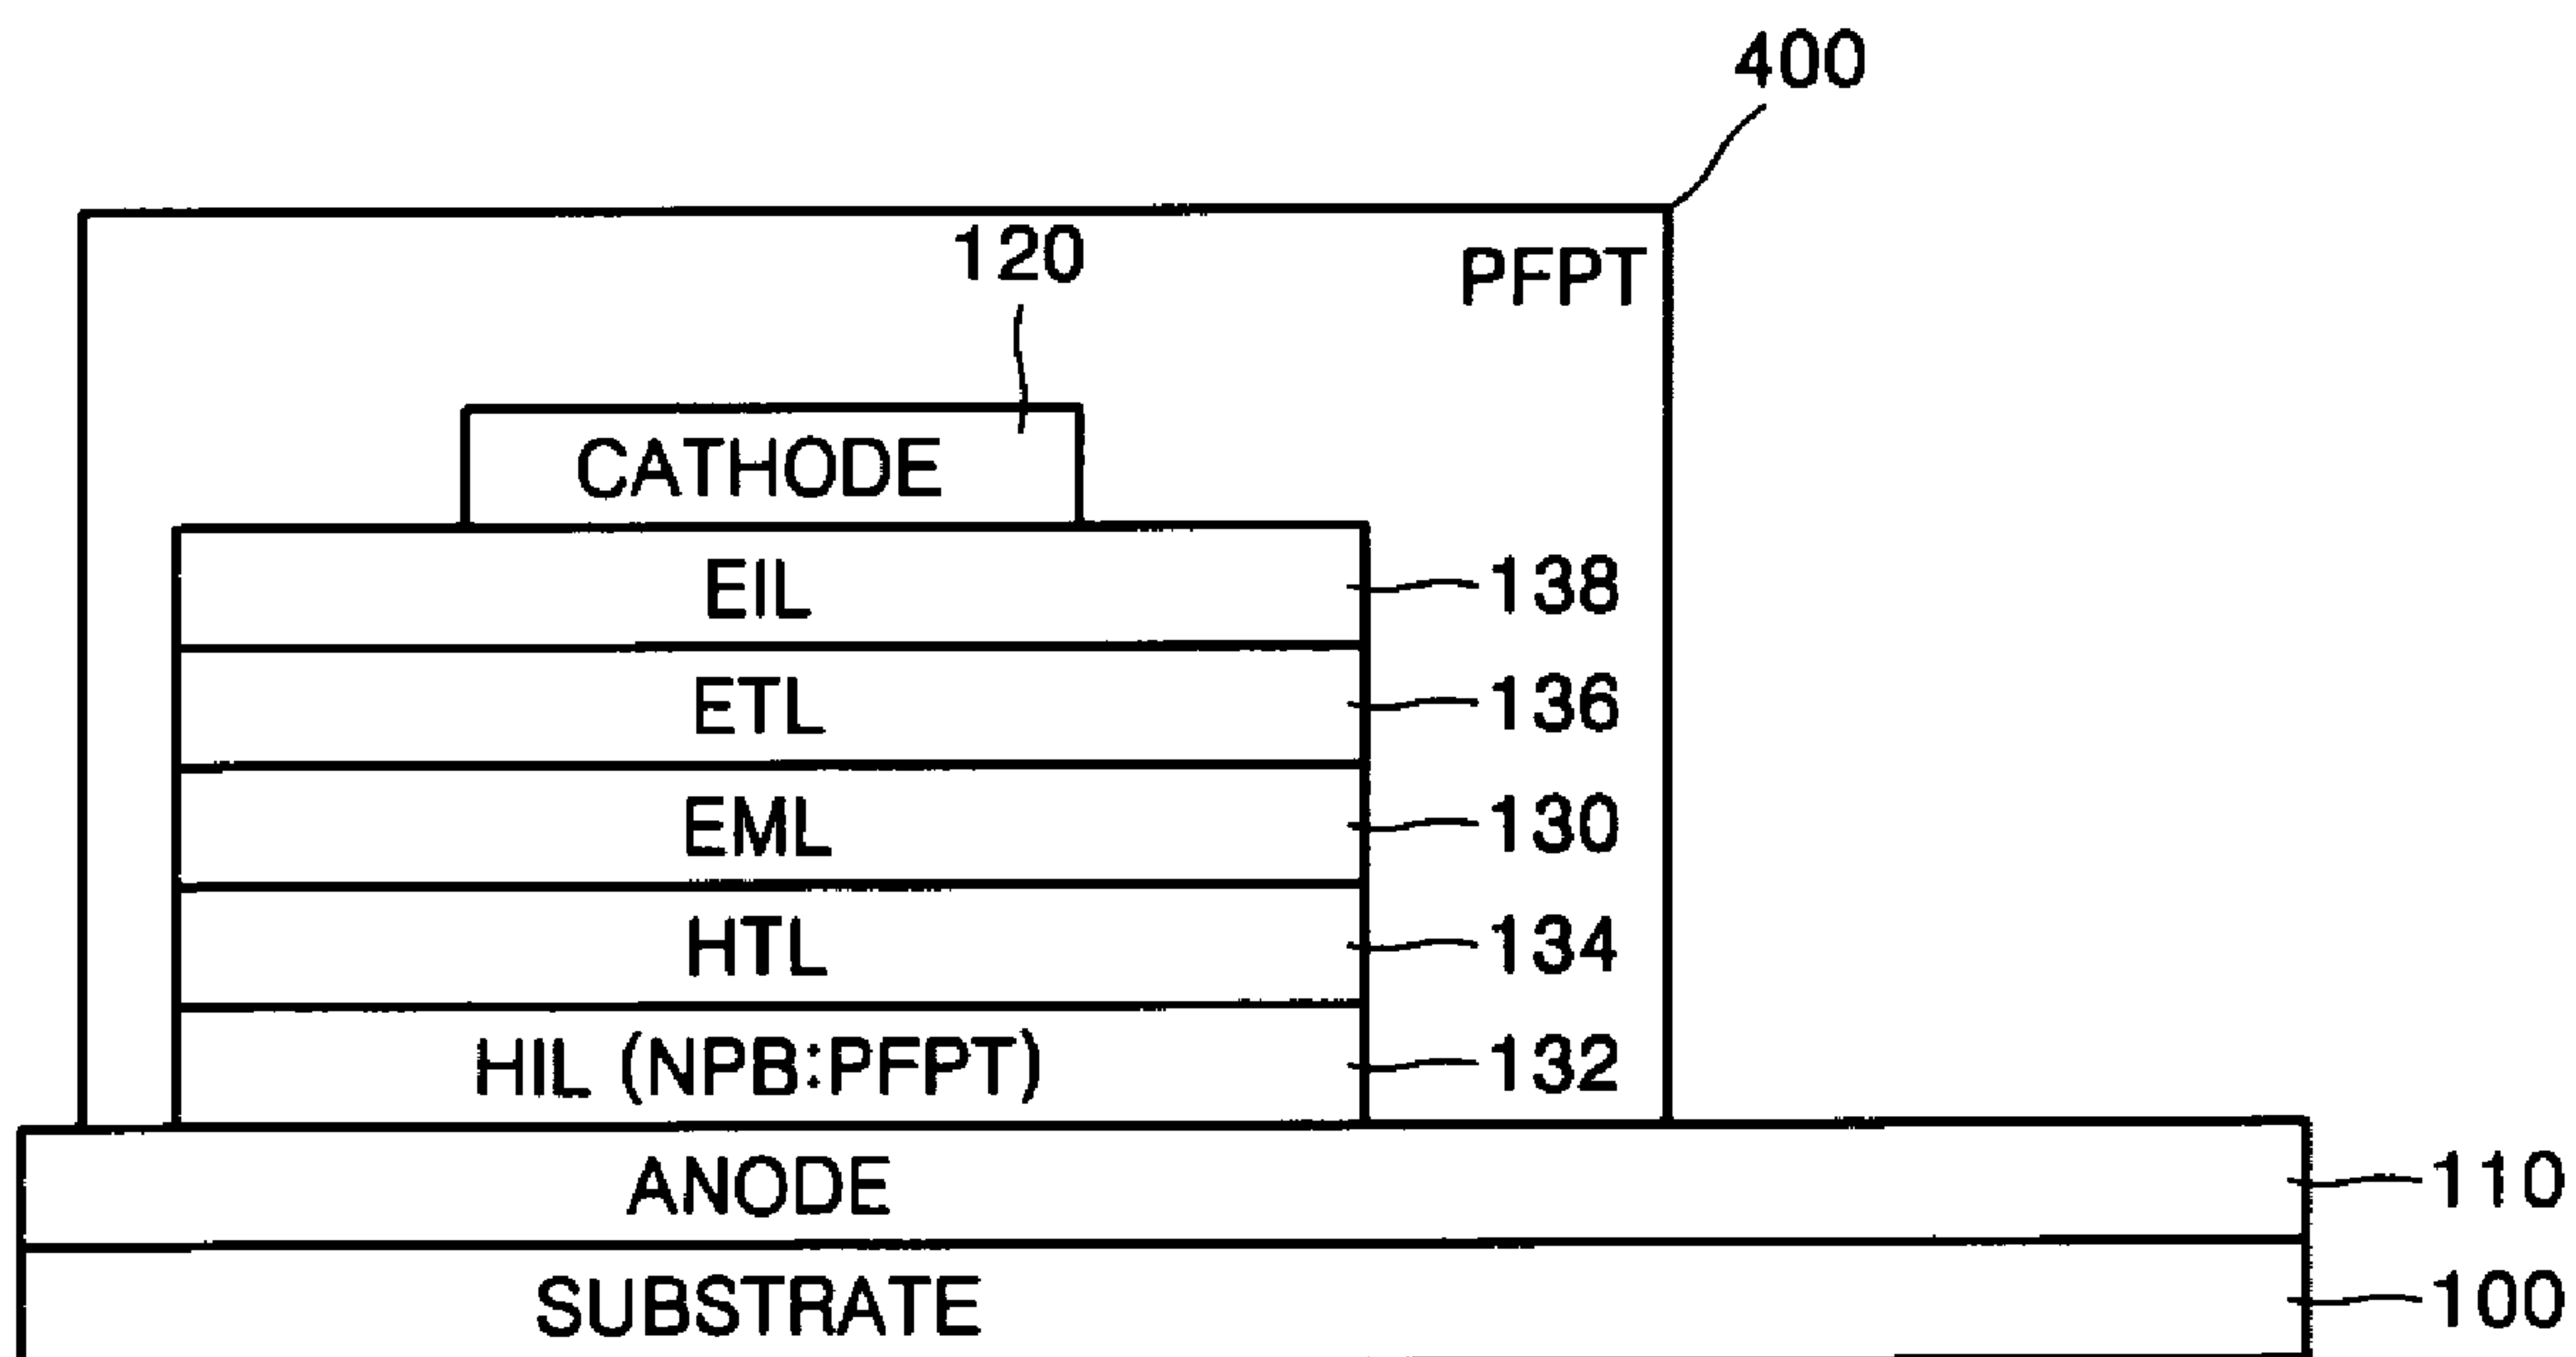 400
120
PFPT
CATHODE
EIL 138
ETL 136
EML 130
HTL 134
HIL (NPB:PFPT) 132
ANODE 110
SUBSTRATE 100